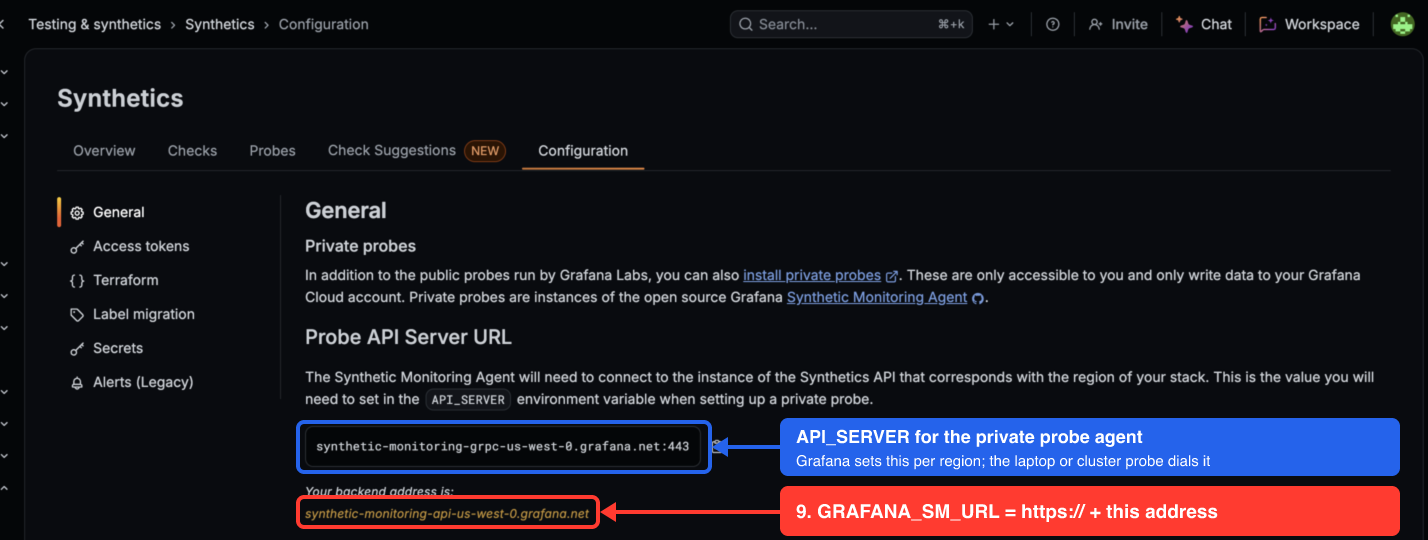 Testing & synthetics › Synthetics › Configuration
Search... ⌘+k
Invite
Chat
Workspace
Synthetics
Overview
Checks
Probes
Check Suggestions NEW
Configuration
General
Access tokens
Terraform
Label migration
Secrets
Alerts (Legacy)
General
Private probes
In addition to the public probes run by Grafana Labs, you can also install private probes. These are only accessible to you and only write data to your Grafana
Cloud account. Private probes are instances of the open source Grafana Synthetic Monitoring Agent.
Probe API Server URL
The Synthetic Monitoring Agent will need to connect to the instance of the Synthetics API that corresponds with the region of your stack. This is the value you will
need to set in the API_SERVER environment variable when setting up a private probe.
synthetic-monitoring-grpc-us-west-0.grafana.net:443
API_SERVER for the private probe agent
Grafana sets this per region; the laptop or cluster probe dials it
Your backend address is:
synthetic-monitoring-api-us-west-0.grafana.net
9. GRAFANA_SM_URL = https:// + this address